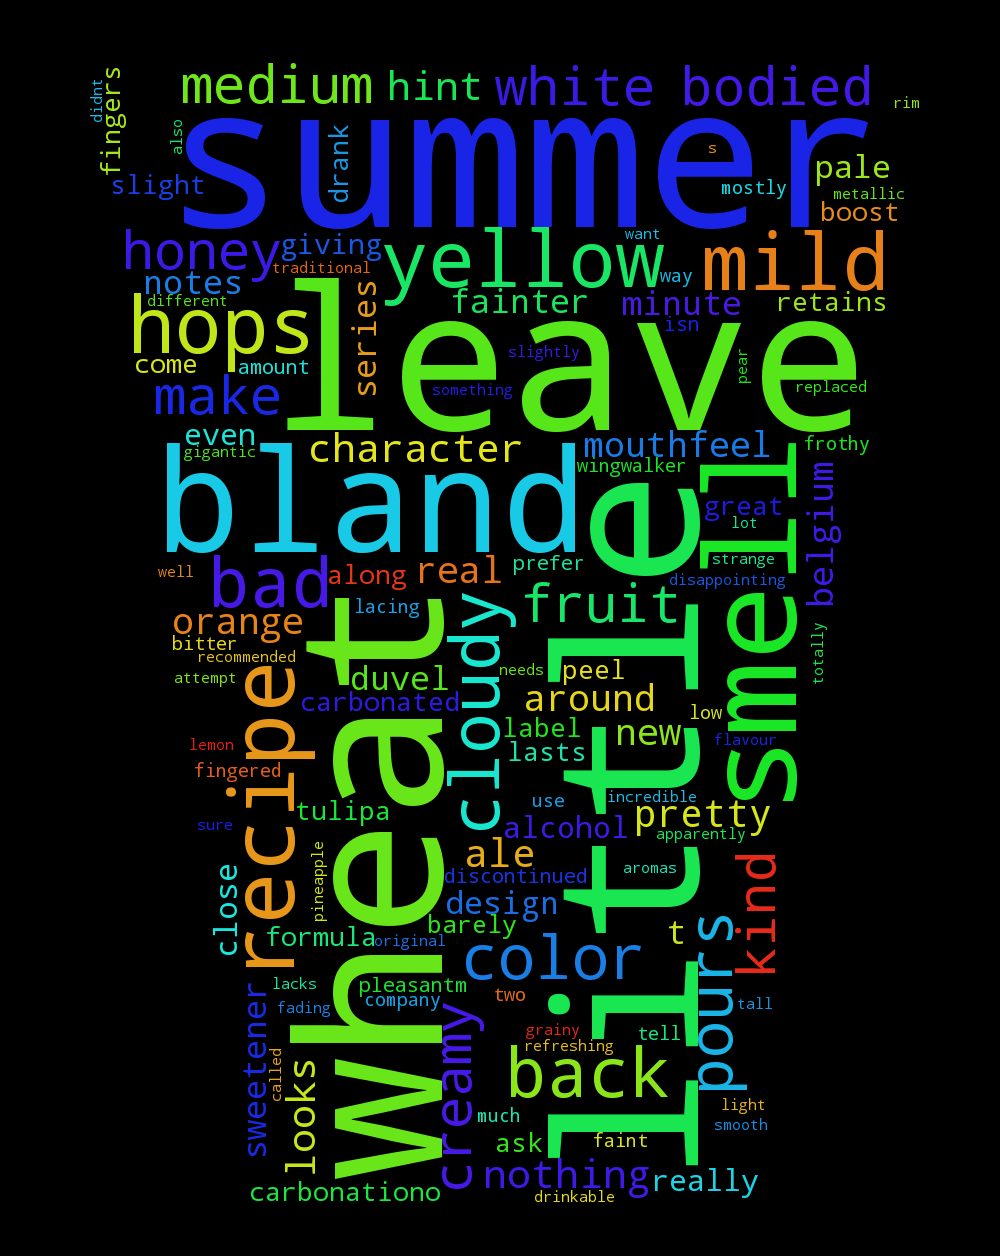 didnt
fingers
medium
hint
white bodied
rim
also
summer
drank
s
slight
mostly
pale
metallic
boost
honey
giving
traditional
yellow
want
way
mild
notes
different
fainter
minute
isn
retains
hops
leave
series
come
amount
slightly
something
pear
replaced
make
even
gigantic
character
mouthfeel
wingwalker
frothy
bland
little
smell
great
lot
belgium
strange
disappointing
well
bad
along
real
prefer
lacing
fruit
orange
bitter
recommended
attempt
wheat
cloudy
duvel
carbonated
needs
peel
around
low
totally
recipe
label
new
flavour
lemon
lasts
fingered
tulipa
use
incredible
pretty
sure
alcohol
apparently
pineapple
ale
aromas
kind
close
discontinued
design
barely
formula
original
color
t
pours
lacks
pleasantm
company
two
fading
tall
sweetener
called
looks
creamy
grainy
refreshing
tell
back
much
light
smooth
ask
faint
nothing
really
carbonationo
drinkable